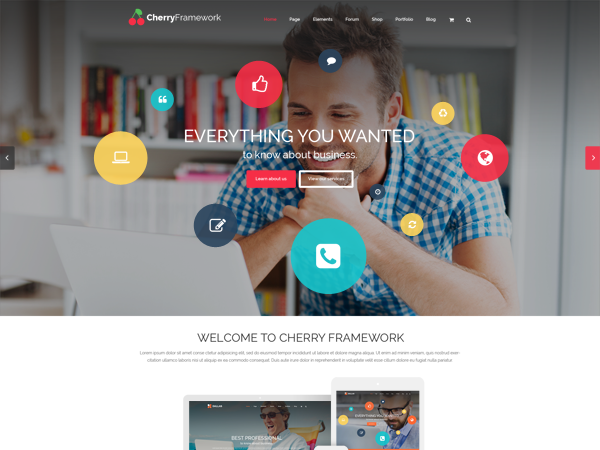 CherryFramework
Home Page Elements Forum Shop Portfolio Blog
EVERYTHING YOU WANTED
to know about business.
Learn about us View our services
WELCOME TO CHERRY FRAMEWORK
Lorem ipsum dolor sit amet conse ctetur adipisicing elit, sed do eiusmod tempor incididunt ut labore et dolore magna aliqua. Ut enim ad minim veniam, quis nostrud exercitation
ullamco laboris nisi ut aliquip ex ea commodo consequat. Duis aute irure dolor in reprehenderit in voluptate velit esse cillum dolore eu fugiat nulla pariatur.
BEST PROFESSIONAL